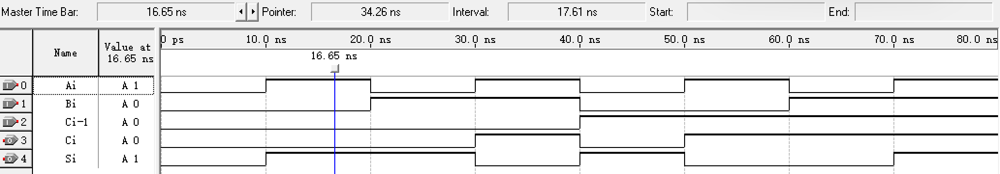 Master Time Bar: 16.65 ns Pointer: 34.26 ns Interval: 17.61 ns Start: End:
Name
Value at
16.65 ns
0 ps 10.0 ns 20.0 ns 30.0 ns 40.0 ns 50.0 ns 60.0 ns 70.0 ns 80.0 ns
16.65 ns
0 Ai A 1
1 Bi A 0
2 Ci-1 A 0
3 Ci A 0
4 Si A 1